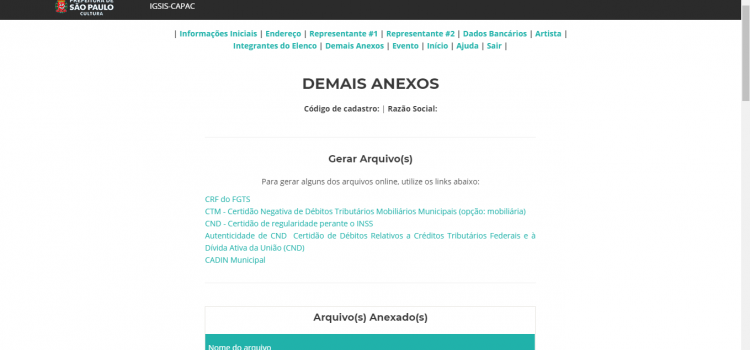 PREFEITURA DE
SÃO PAULO
CULTURA
IGSIS-CAPAC
| Informações Iniciais | Endereço | Representante #1 | Representante #2 | Dados Bancários | Artista |
Integrantes do Elenco | Demais Anexos | Evento | Início | Ajuda | Sair |
DEMAIS ANEXOS
Código de cadastro: | Razão Social:
Gerar Arquivo(s)
Para gerar alguns dos arquivos online, utilize os links abaixo:
CRF do FGTS
CTM - Certidão Negativa de Débitos Tributários Mobiliários Municipais (opção: mobiliária)
CND - Certidão de regularidade perante o INSS
Autenticidade de CND Certidão de Débitos Relativos a Créditos Tributários Federais e à
Dívida Ativa da União (CND)
CADIN Municipal
Arquivo(s) Anexado(s)
Nome do arquivo